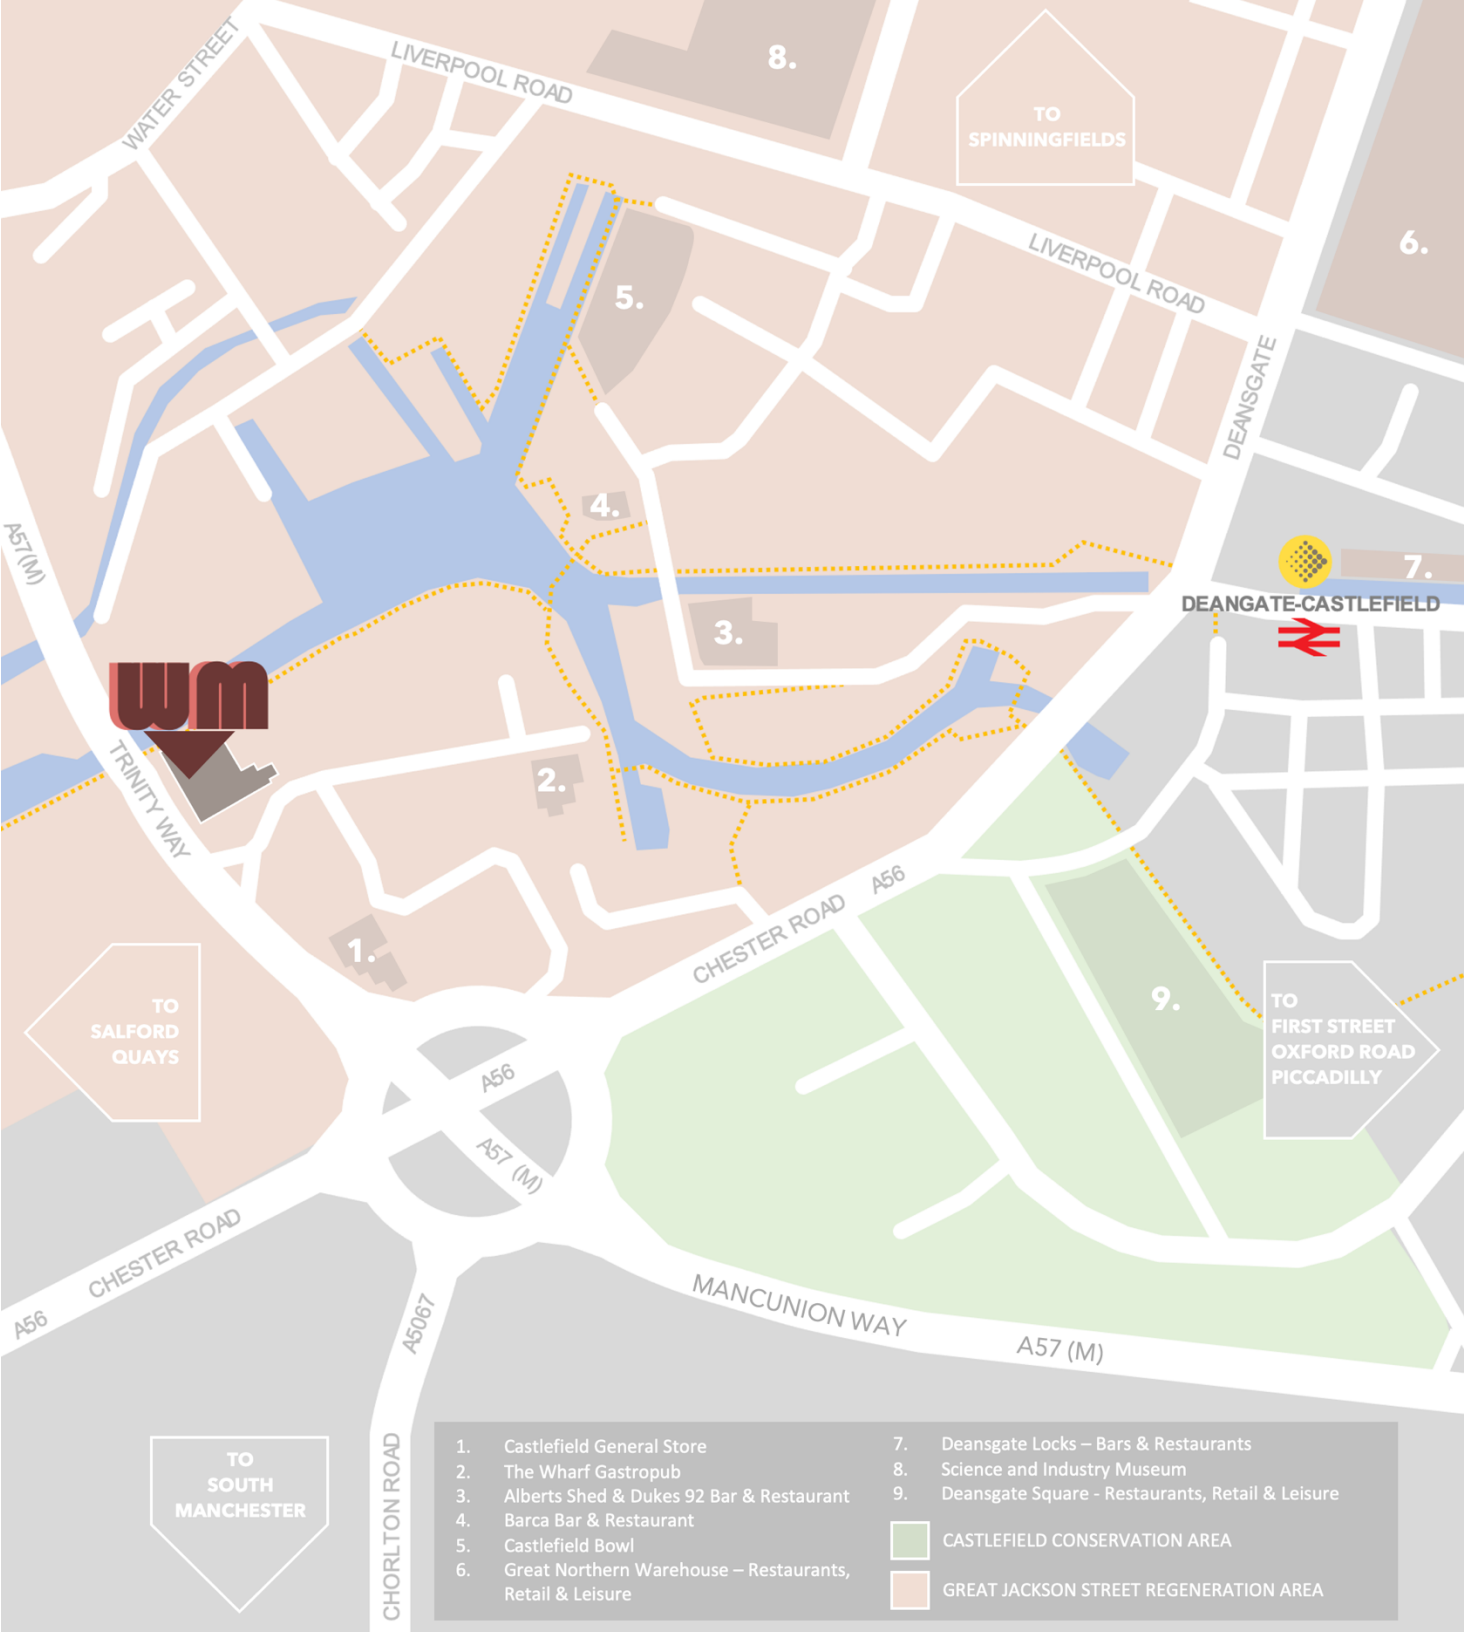 WATER STREET
LIVERPOOL ROAD
8.
TO
SPINNINGFIELDS
6.
LIVERPOOL ROAD
5.
DEANSGATE
4.
A57(M)
7.
DEANGATE-CASTLEFIELD
3.
wm
2.
TRINITY WAY
A56
CHESTER ROAD
1.
9.
TO
SALFORD
QUAYS
TO
FIRST STREET
OXFORD ROAD
PICCADILLY
A56
A57 (M)
CHESTER ROAD
A56
A5067
MANCUNION WAY
A57 (M)
TO
SOUTH
MANCHESTER
CHORLTON ROAD
1. Castlefield General Store
2. The Wharf Gastropub
3. Alberts Shed & Dukes 92 Bar & Restaurant
4. Barca Bar & Restaurant
5. Castlefield Bowl
6. Great Northern Warehouse – Restaurants,
Retail & Leisure
7. Deansgate Locks – Bars & Restaurants
8. Science and Industry Museum
9. Deansgate Square - Restaurants, Retail & Leisure
CASTLEFIELD CONSERVATION AREA
GREAT JACKSON STREET REGENERATION AREA